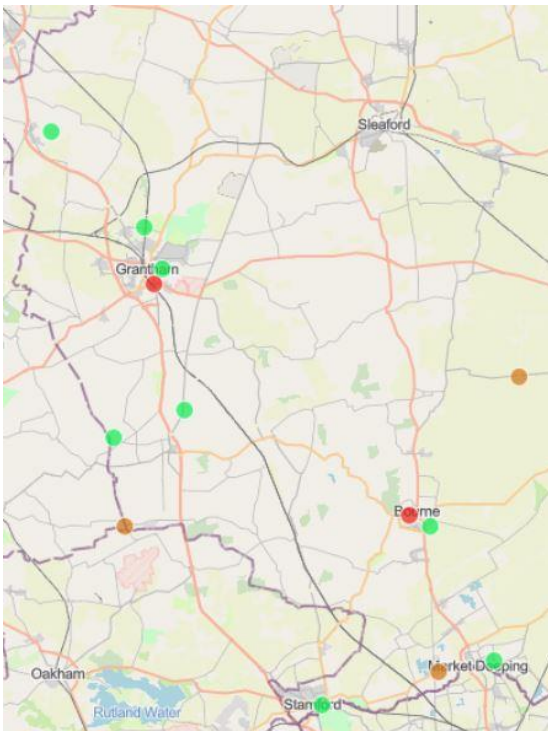 Sleaford
Grantham
Bourne
Market Deeping
Oakham
Stamford
Rutland Water